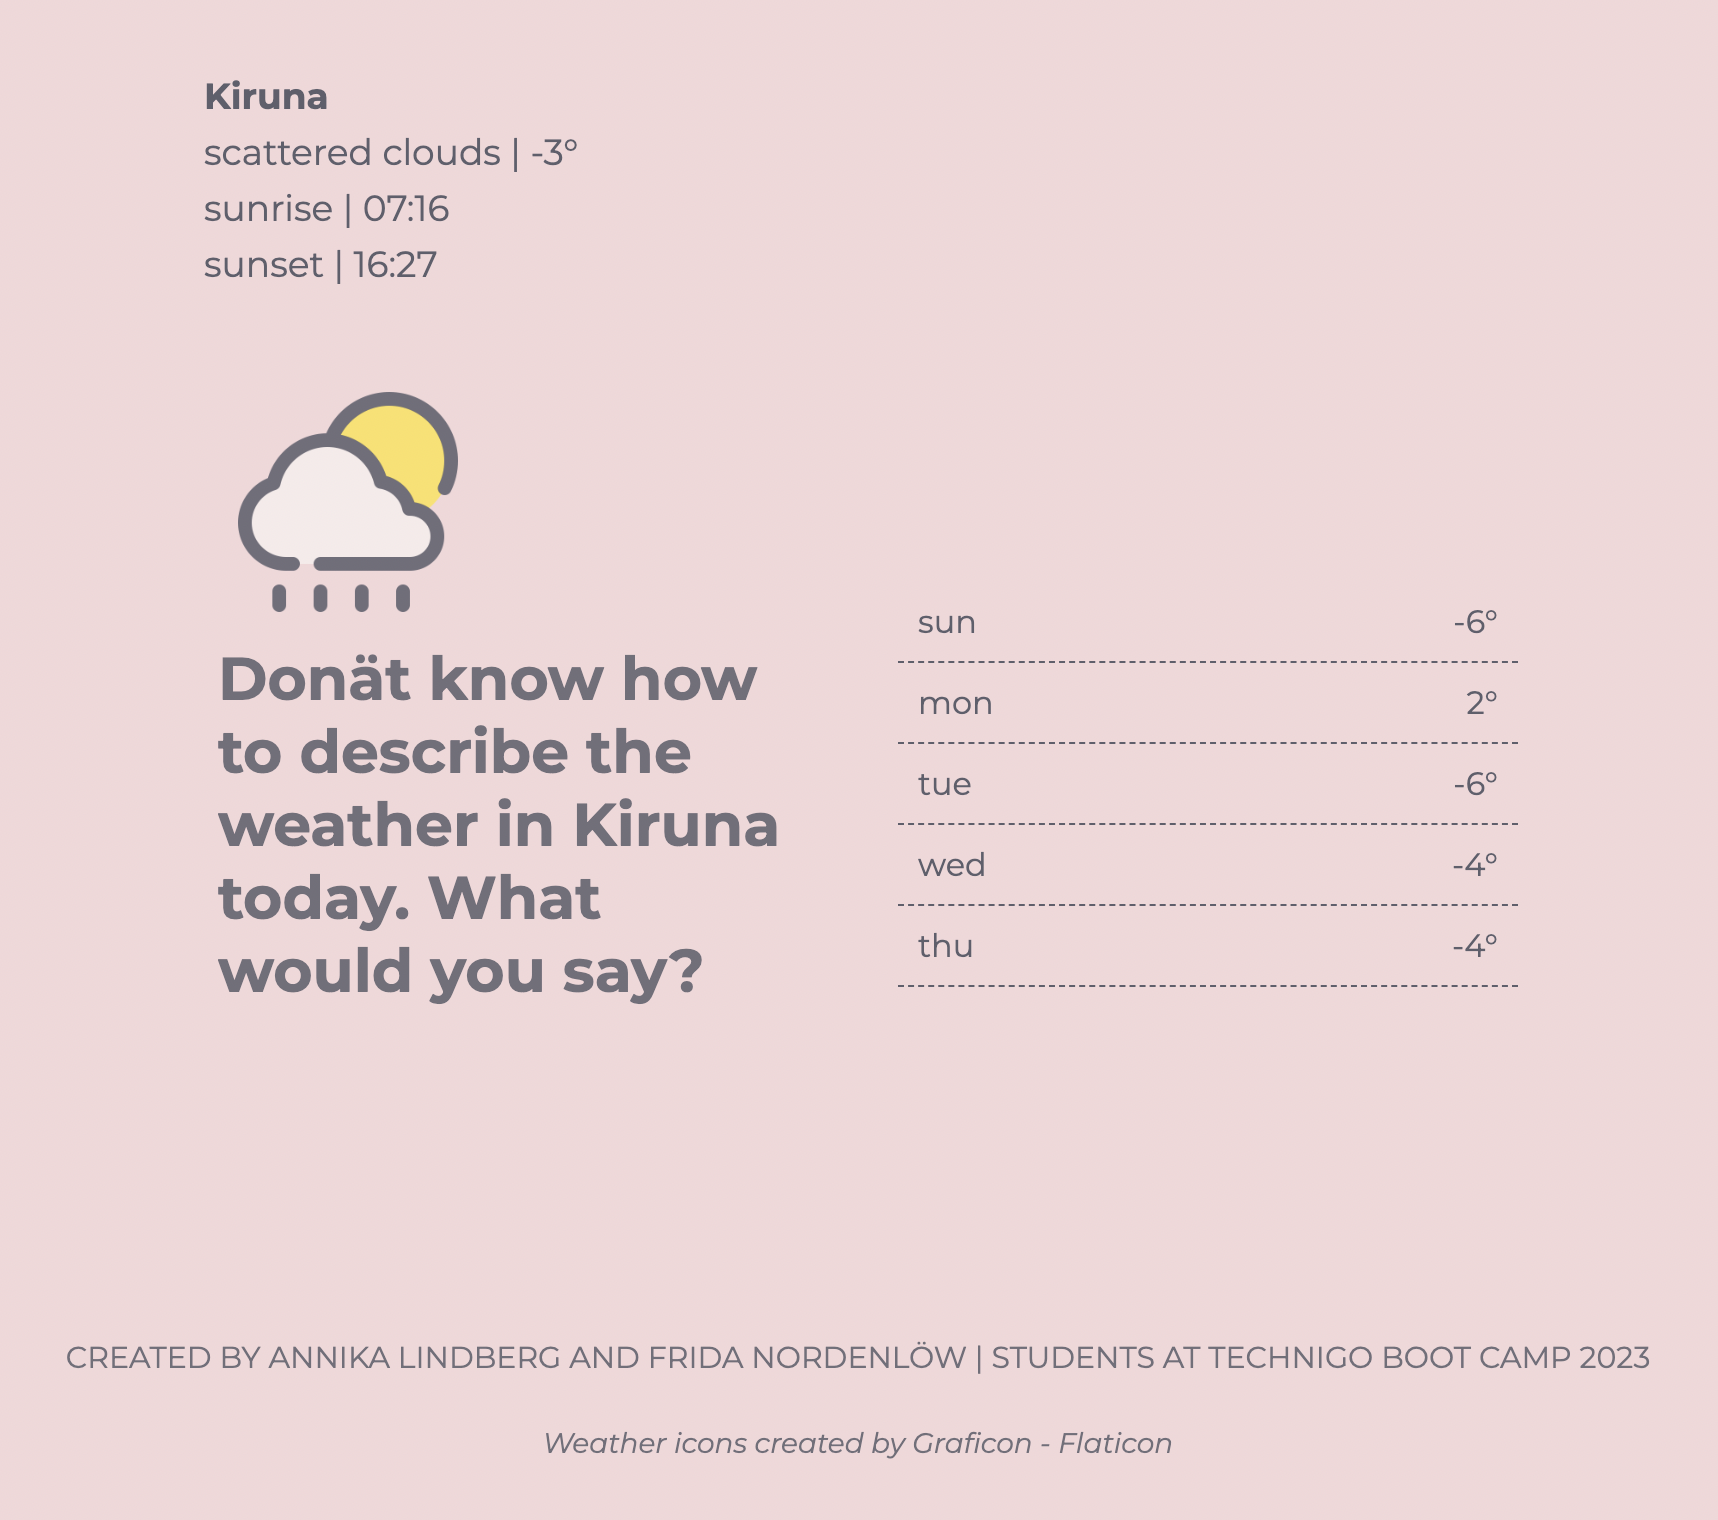 Kiruna
scattered clouds | -3°
sunrise | 07:16
sunset | 16:27
Donät know how
to describe the
weather in Kiruna
today. What
would you say?
sun -6°
mon 2°
tue -6°
wed -4°
thu -4°
CREATED BY ANNIKA LINDBERG AND FRIDA NORDENLÖW | STUDENTS AT TECHNIGO BOOT CAMP 2023
Weather icons created by Graficon - Flaticon